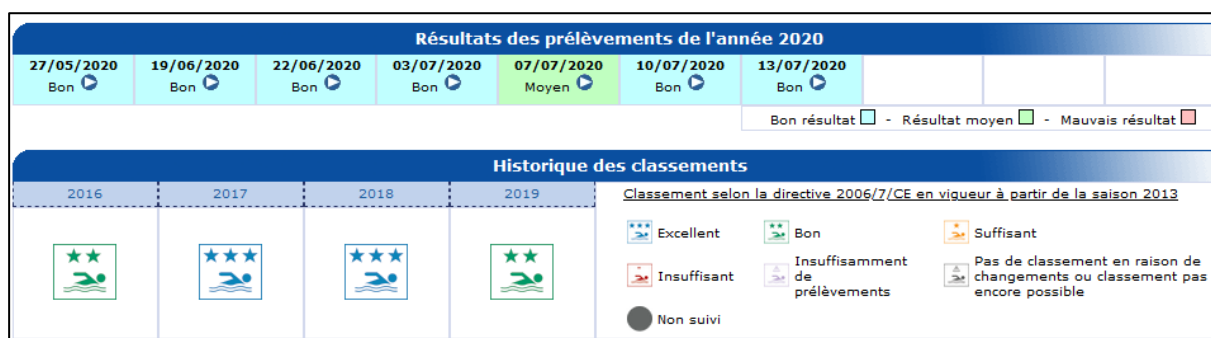 Résultats des prélèvements de l'année 2020
27/05/2020 19/06/2020 22/06/2020 03/07/2020 07/07/2020 10/07/2020 13/07/2020
Bon Bon Bon Bon Moyen Bon Bon
Bon résultat - Résultat moyen - Mauvais résultat
Historique des classements
2016 2017 2018 2019
Classement selon la directive 2006/7/CE en vigueur à partir de la saison 2013
Excellent Bon Suffisant
Insuffisant
Insuffisamment
de
prélèvements
Pas de classement en raison de
changements ou classement pas
encore possible
Non suivi